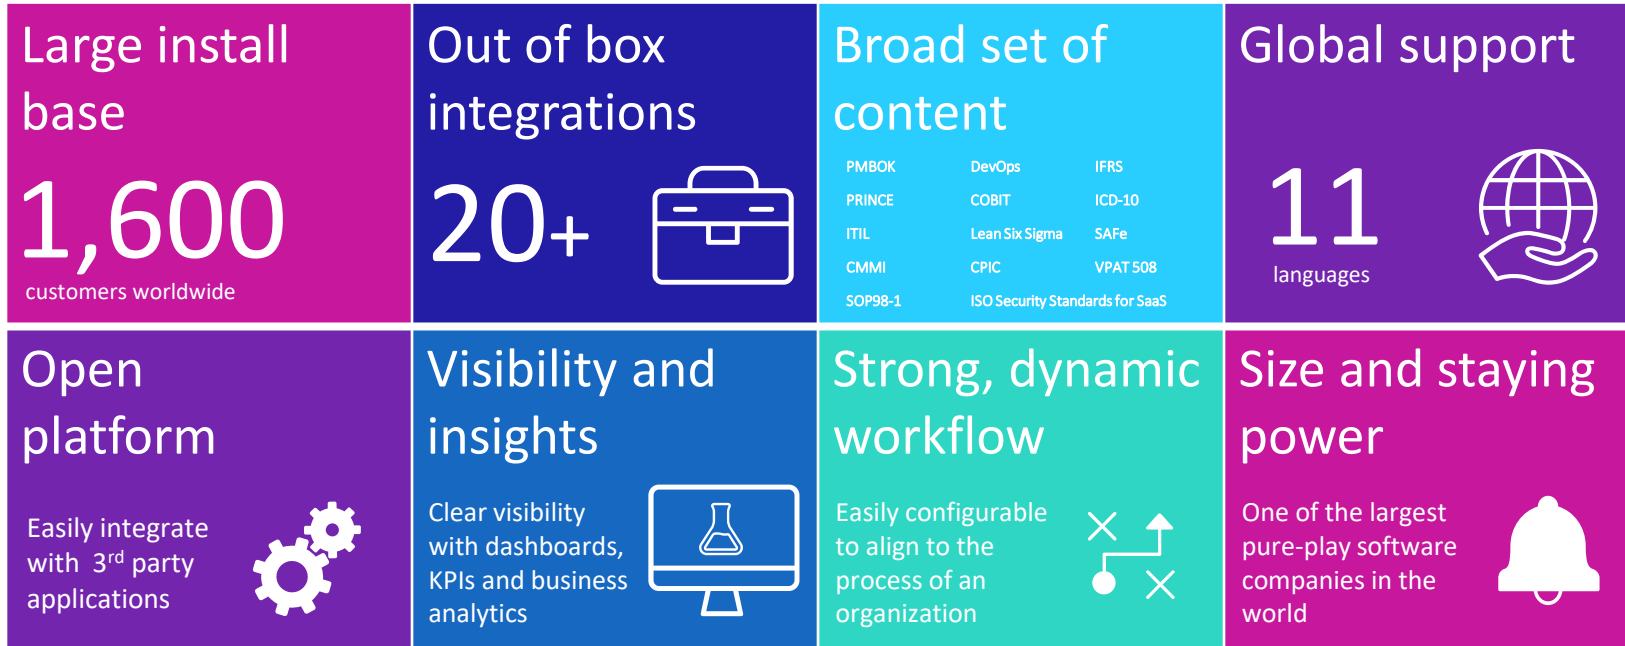 Large install
base
1,600
customers worldwide
Out of box
integrations
20+
Broad set of
content
PMBOK DevOps IFRS
PRINCE COBIT ICD-10
ITIL Lean Six Sigma SAFe
CMMI CPIC VPAT 508
SOP98-1 ISO Security Standards for SaaS
Global support
11
languages
Open
platform
Easily integrate
with 3rd party
applications
Visibility and
insights
Clear visibility
with dashboards,
KPIs and business
analytics
Strong, dynamic
workflow
Easily configurable
to align to the
process of an
organization
Size and staying
power
One of the largest
pure-play software
companies in the
world